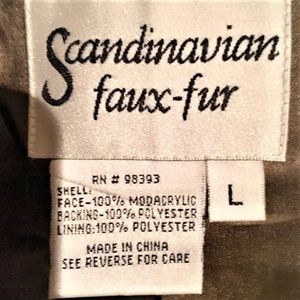 Scandinavian
faux-fur
RN # 98393
SHELL:
FACE-100% MODACRYLIC
BACKING-100% POLYESTER
LINING:100% POLYESTER
MADE IN CHINA
SEE REVERSE FOR CARE
L